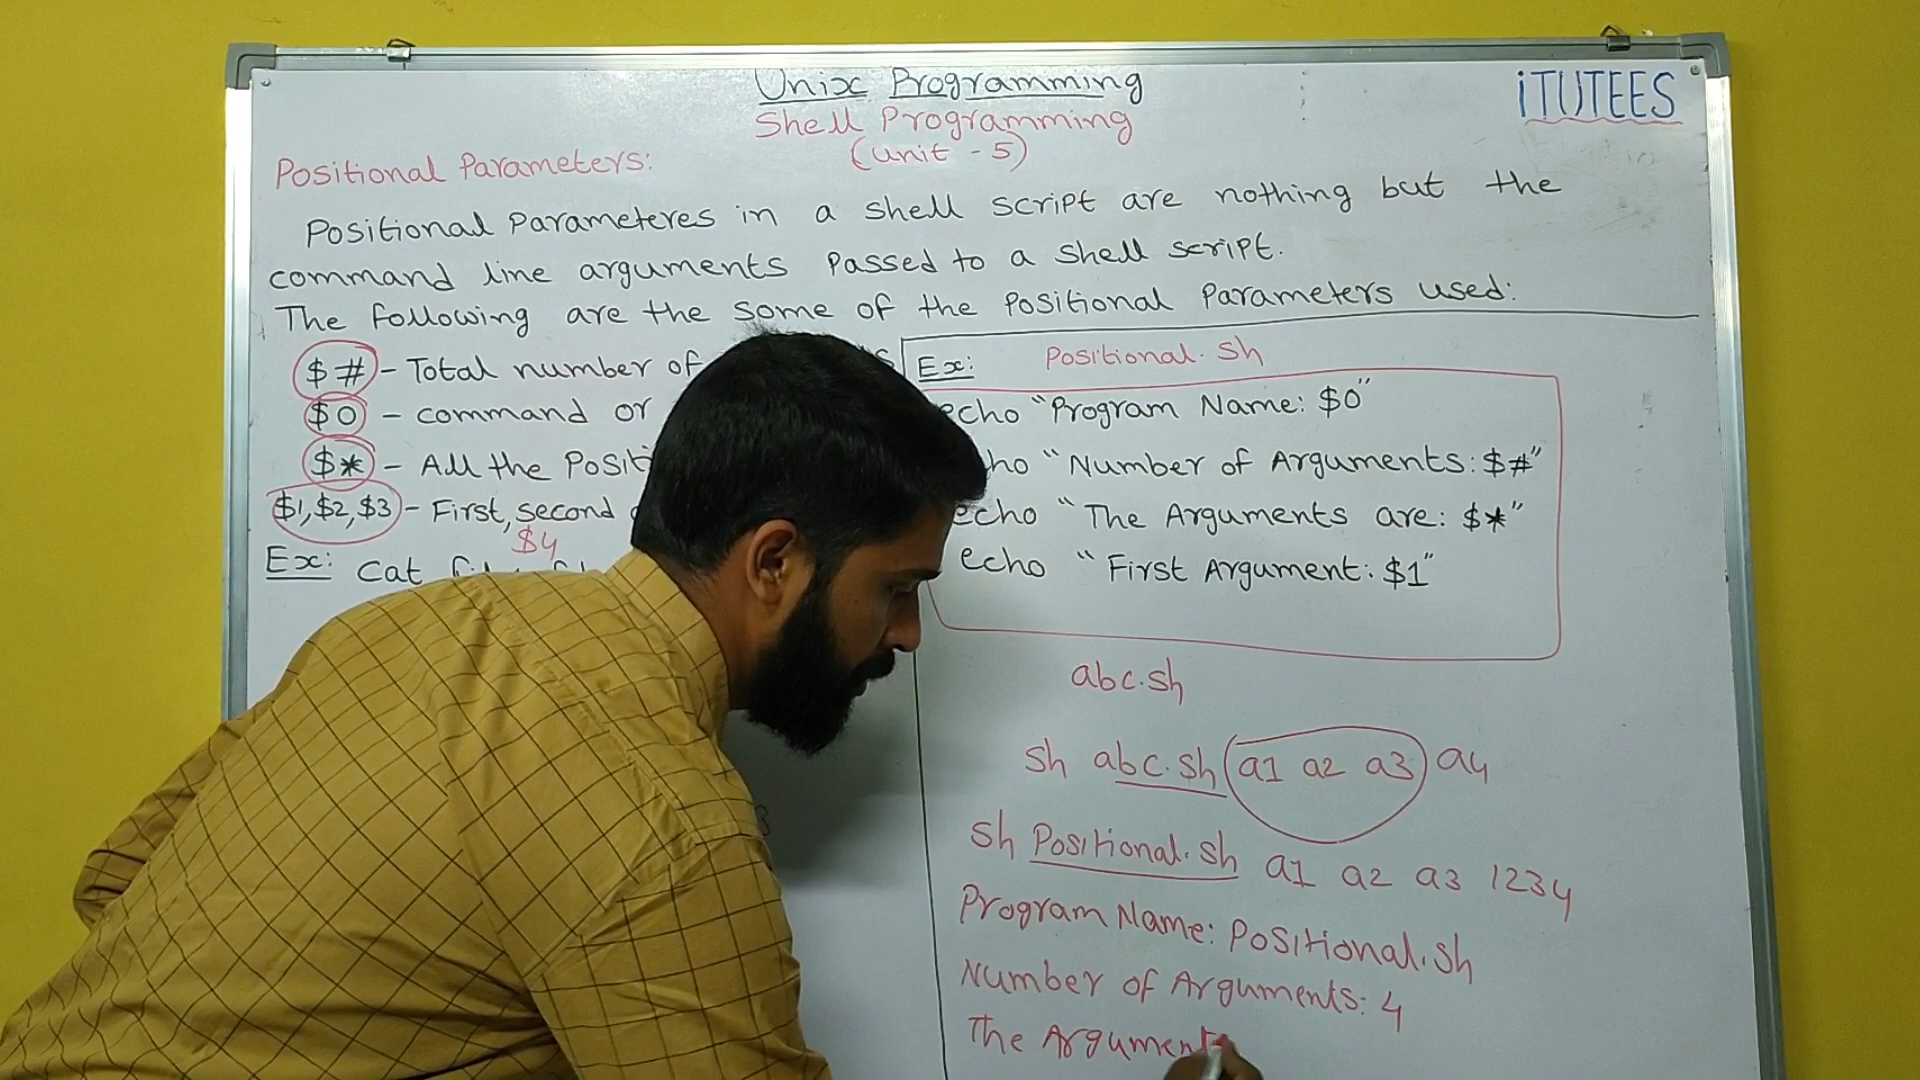 Unix Programming
iTUTEES
Shell Programming
(unit - 5)
Positional Parameters:
Positional Parameteres in a shell script are nothing but the
command line arguments passed to a shell script.
The following are the some of the Positional Parameters used:
$# - Total number of
$0 - command or
$* - All the
$1,$2,$3 - First, second
$4
Ex: cat
Ex: Positional.sh
echo "Program Name: $0"
"Number of Arguments: $#"
echo "The Arguments are: $*"
echo "First Argument: $1"
abc.sh
sh abc.sh a1 a2 a3 a4
sh Positional.sh a1 a2 a3 1234
Program Name: Positional.sh
Number of Arguments: 4
The Argument